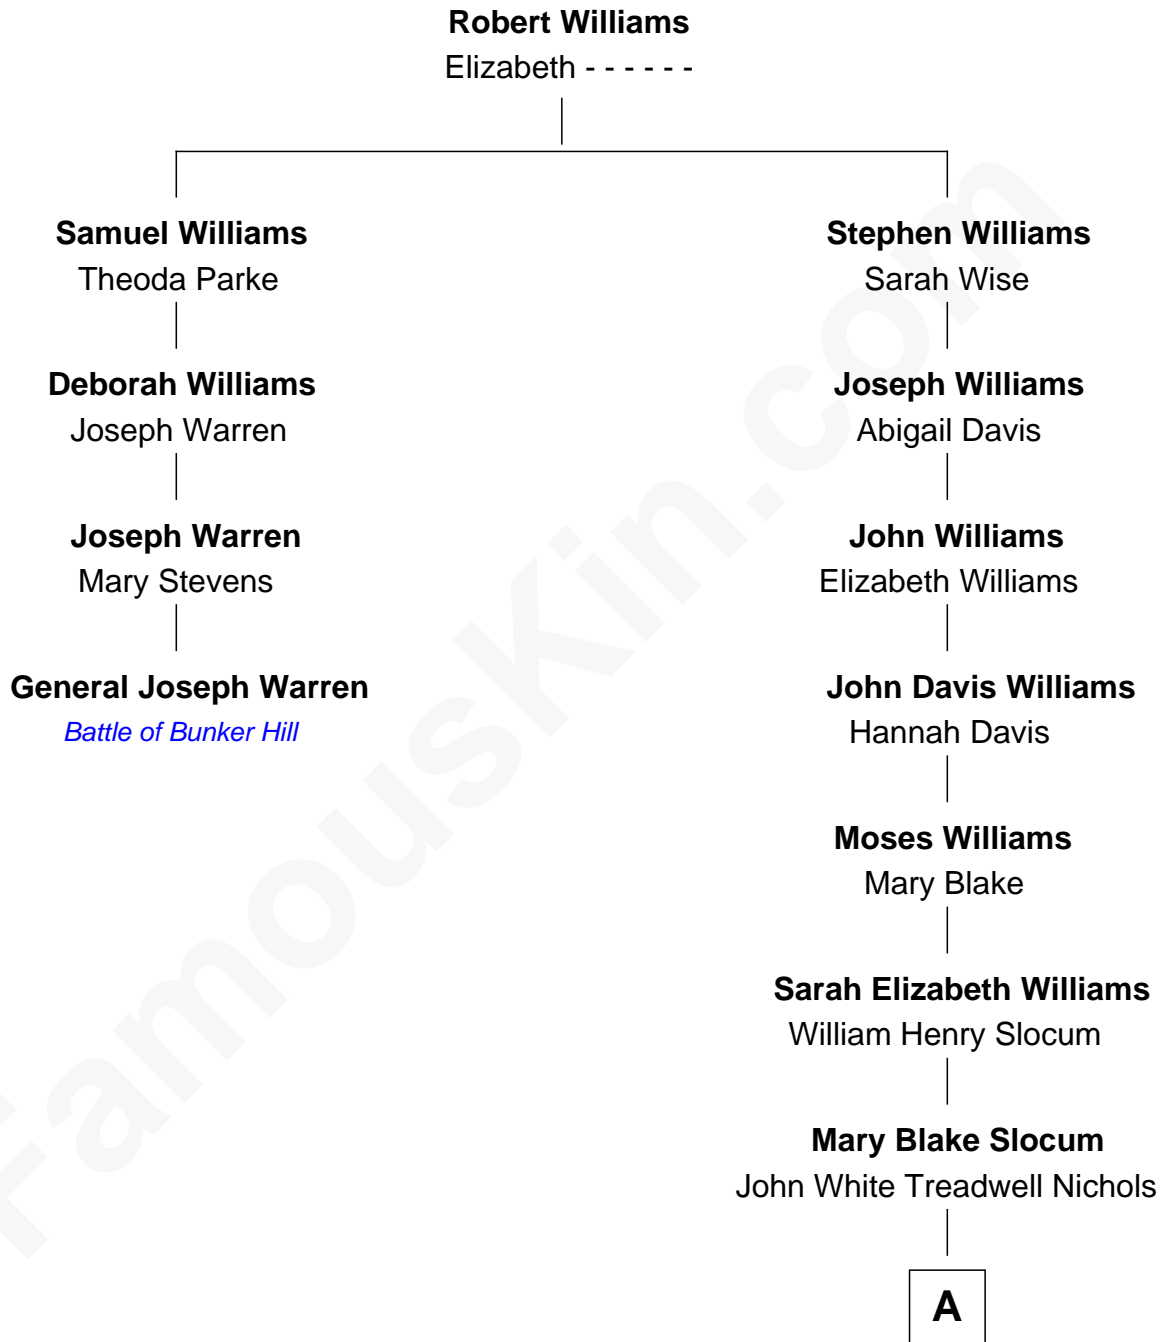 Robert Williams
Elizabeth - - - - - -
Samuel Williams
Theoda Parke
Deborah Williams
Joseph Warren
Joseph Warren
Mary Stevens
General Joseph Warren
Battle of Bunker Hill
Stephen Williams
Sarah Wise
Joseph Williams
Abigail Davis
John Williams
Elizabeth Williams
John Davis Williams
Hannah Davis
Moses Williams
Mary Blake
Sarah Elizabeth Williams
William Henry Slocum
Mary Blake Slocum
John White Treadwell Nichols
A
FamousKin.com